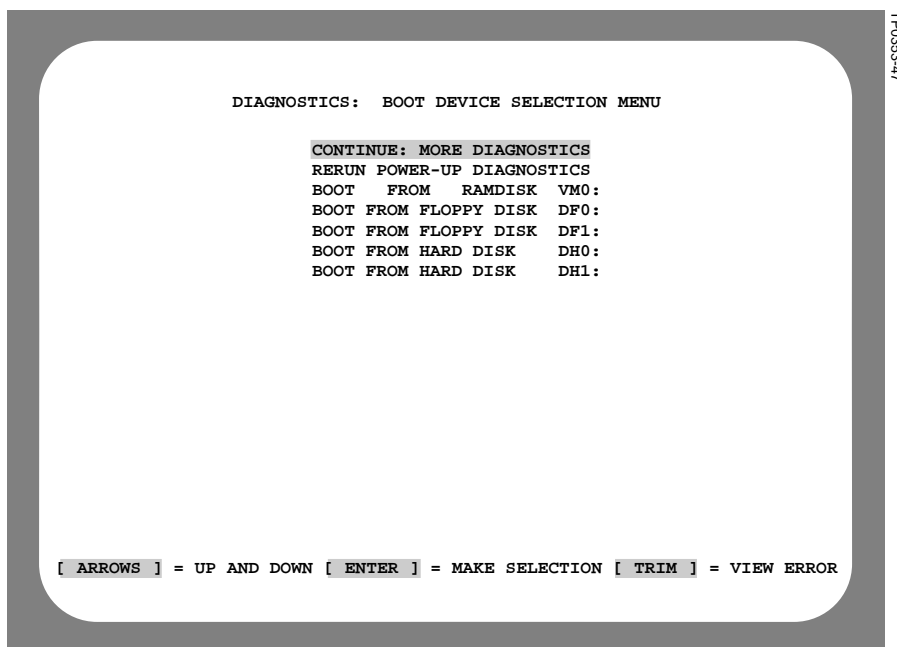 DIAGNOSTICS: BOOT DEVICE SELECTION MENU
CONTINUE: MORE DIAGNOSTICS
RERUN POWER-UP DIAGNOSTICS
BOOT FROM RAMDISK VM0:
BOOT FROM FLOPPY DISK DF0:
BOOT FROM FLOPPY DISK DF1:
BOOT FROM HARD DISK DH0:
BOOT FROM HARD DISK DH1:
[ ARROWS ] = UP AND DOWN [ ENTER ] = MAKE SELECTION [ TRIM ] = VIEW ERROR